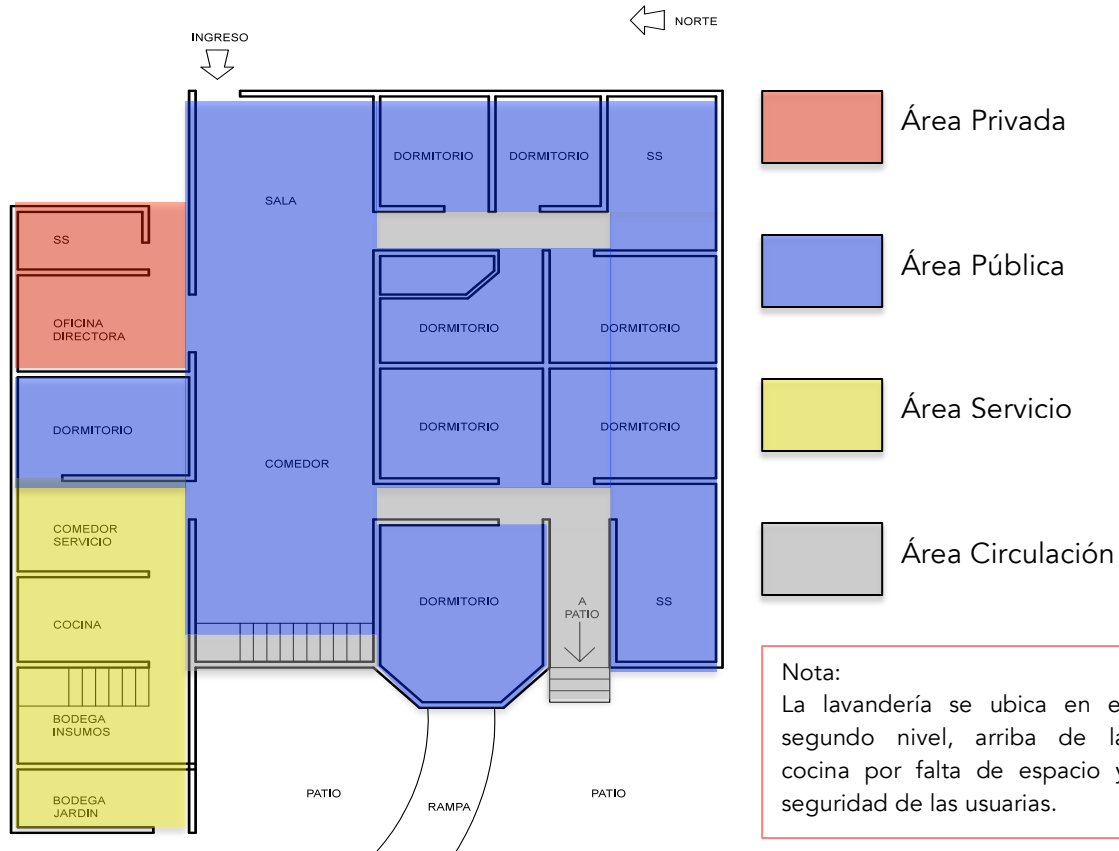 NORTE
INGRESO
Área Privada
DORMITORIO
DORMITORIO
SS
SALA
SS
Área Pública
OFICINA
DIRECTORA
DORMITORIO
DORMITORIO
Área Servicio
DORMITORIO
DORMITORIO
DORMITORIO
COMEDOR
COMEDOR
SERVICIO
Área Circulación
COCINA
DORMITORIO
A
PATIO
SS
Nota:
La lavandería se ubica en e
segundo nivel, arriba de la
cocina por falta de espacio y
seguridad de las usuarias.
BODEGA
INSUMOS
BODEGA
JARDIN
PATIO
RAMPA
PATIO